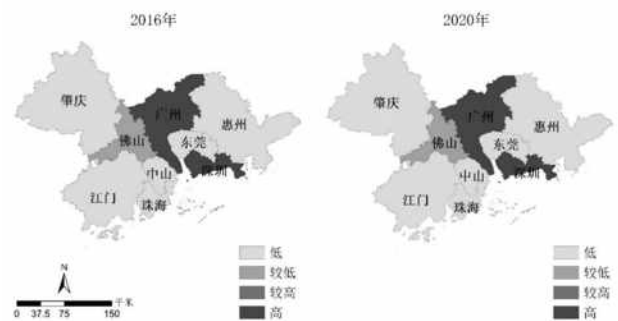 2016年
2020年
肇庆
广州
惠州
佛山
东莞
深圳
中山
江门
珠海
肇庆
广州
惠州
佛山
东莞
深圳
中山
江门
珠海
N
0 37.5 75 150 千米
低
较低
较高
高
低
较低
较高
高